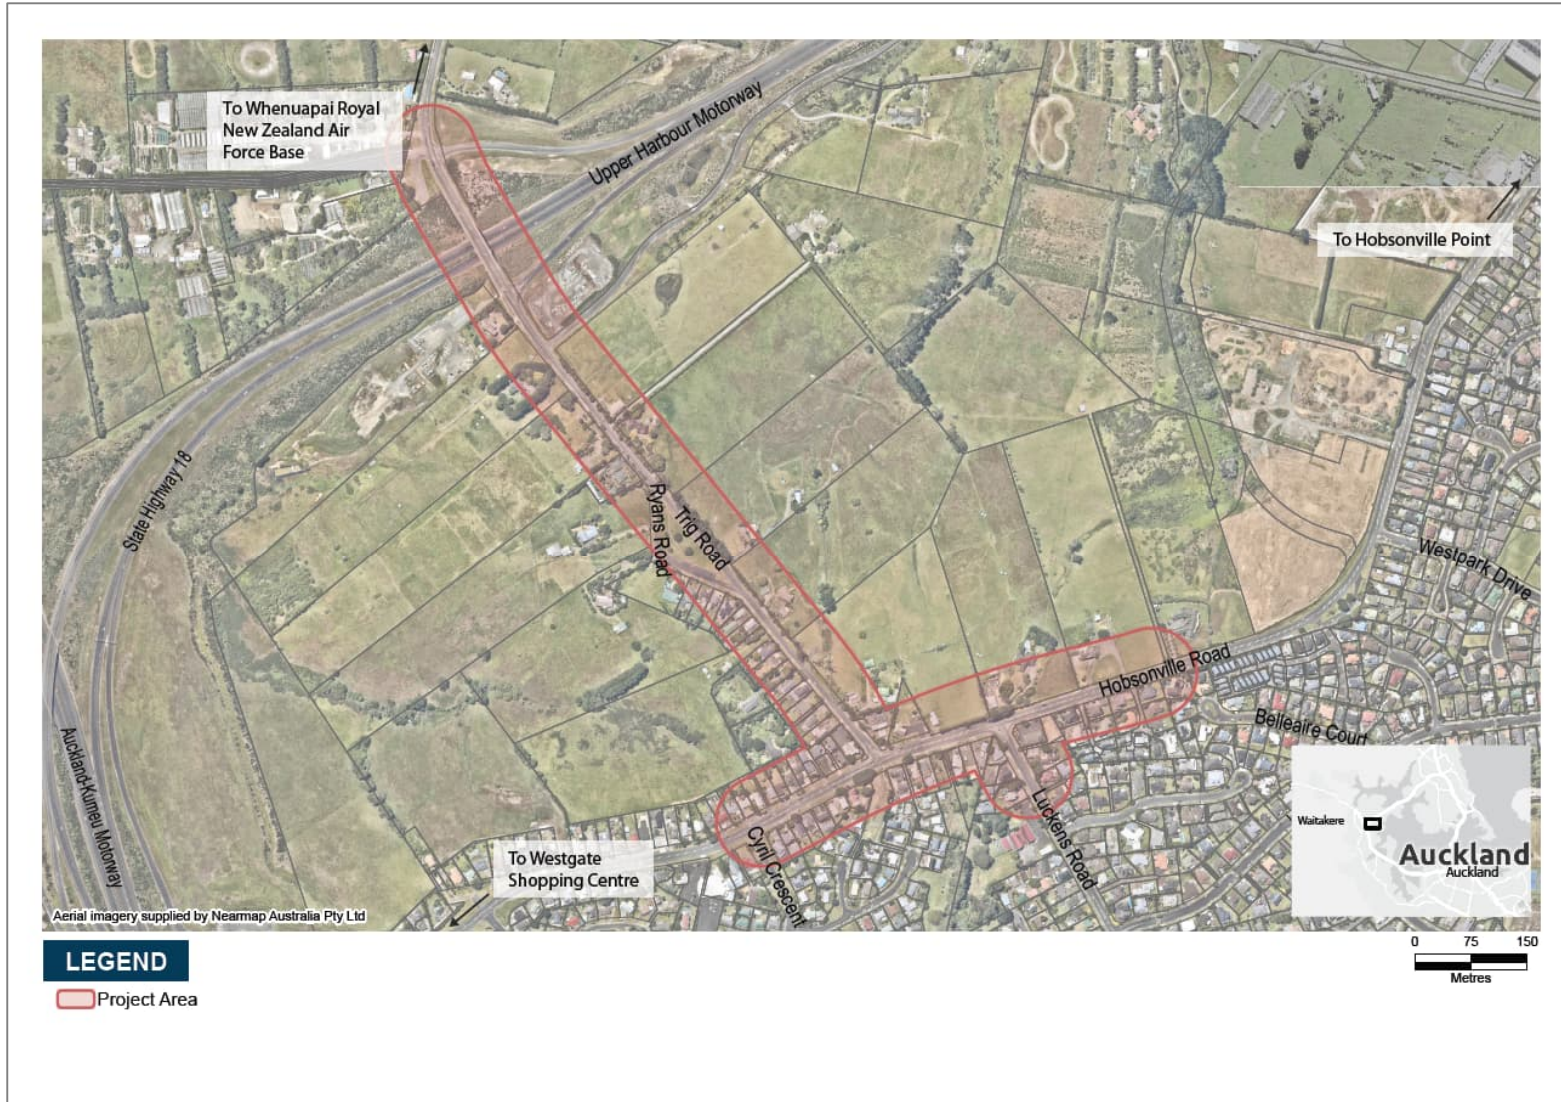 To Whenuapai Royal
New Zealand Air
Force Base
Upper Harbour Motorway
To Hobsonville Point
State Highway 18
Ryans Road
Trig Road
Westpark Drive
Hobsonville Road
Belleaire Court
Auckland-Kumeu Motorway
Luckens Road
Cyril Crescent
To Westgate
Shopping Centre
Waitakere
Auckland
Auckland
Aerial imagery supplied by Nearmap Australia Pty Ltd
0 75 150
Metres
LEGEND
Project Area